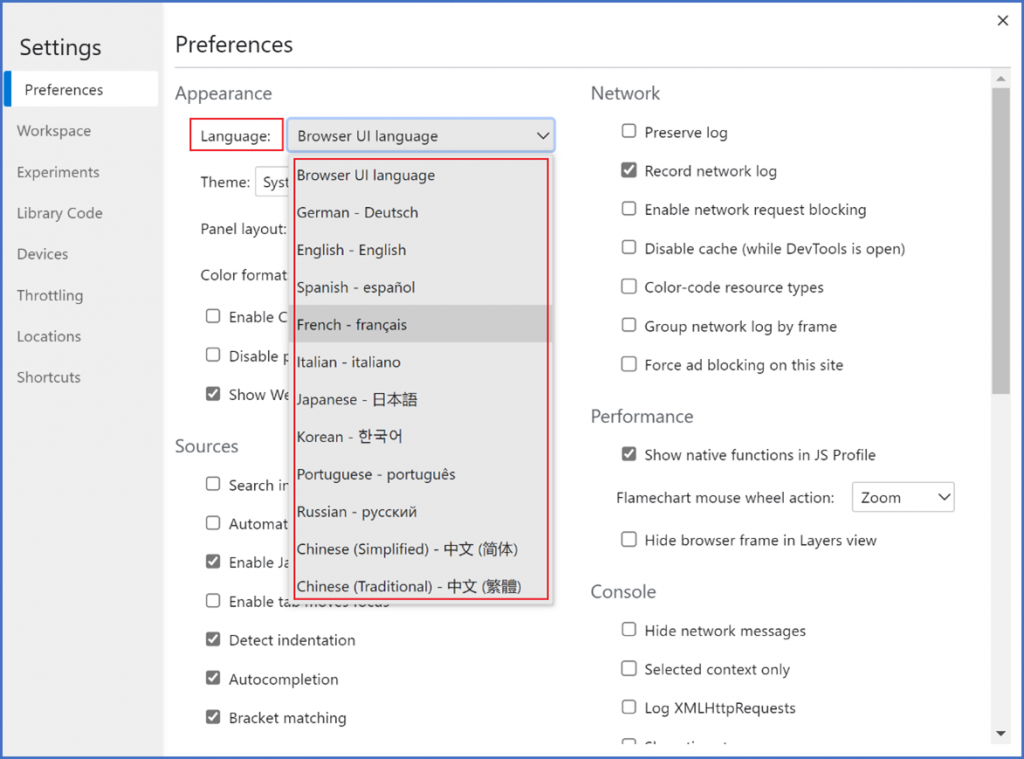 Settings
Preferences
Workspace
Experiments
Library Code
Devices
Throttling
Locations
Shortcuts
Preferences
Appearance
Language: Browser UI language
Browser UI language
German - Deutsch
English - English
Spanish - español
French - français
Italian - italiano
Japanese - 日本語
Korean - 한국어
Portuguese - português
Russian - русский
Chinese (Simplified) - 中文 (简体)
Chinese (Traditional) - 中文 (繁體)
Theme:
Panel layout:
Color format
Enable
Disable
Show
Sources
Search
Enable
Enable tab moves focus
Detect indentation
Autocompletion
Bracket matching
Network
Preserve log
Record network log
Enable network request blocking
Disable cache (while DevTools is open)
Color-code resource types
Group network log by frame
Force ad blocking on this site
Performance
Show native functions in JS Profile
Flamechart mouse wheel action: Zoom
Hide browser frame in Layers view
Console
Hide network messages
Selected context only
Log XMLHttpRequests